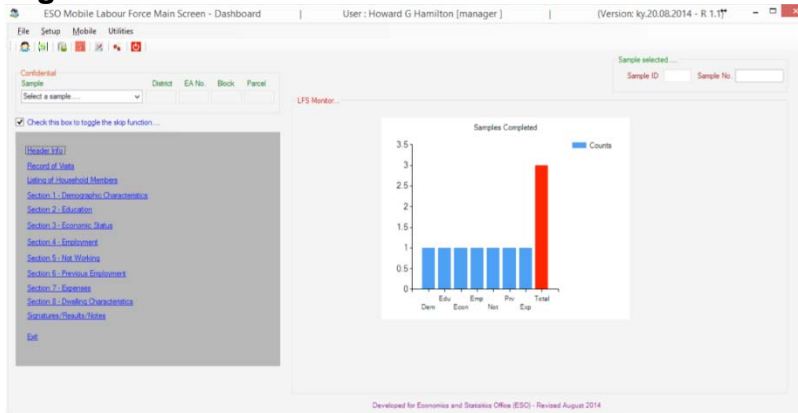 ESO Mobile Labour Force Main Screen - Dashboard | User : Howard G Hamilton [manager ] | (Version: ky.20.08.2014 - R 1.1)"
File Setup Mobile Utilities
Sample selected....
Sample ID Sample No.
Confidential
Sample District EA No. Block Parcel
Select a sample....
LFS Monitor...
Check this box to toggle the skip function....
Header Info
Record of Visits
Listing of Household Members
Section 1 - Demographic Characteristics
Section 2 - Education
Section 3 - Economic Status
Section 4 - Employment
Section 5 - Not Working
Section 6 - Previous Employment
Section 7 - Expenses
Section 8 - Dwelling Characteristics
Signatures/Results/Notes
Exit
Samples Completed
Counts
3.5
3
2.5
2
1.5
1
0.5
0
Edu Emp Prv Total
Dem Econ Not Exp
Developed for Economics and Statistics Office (ESO) - Revised August 2014